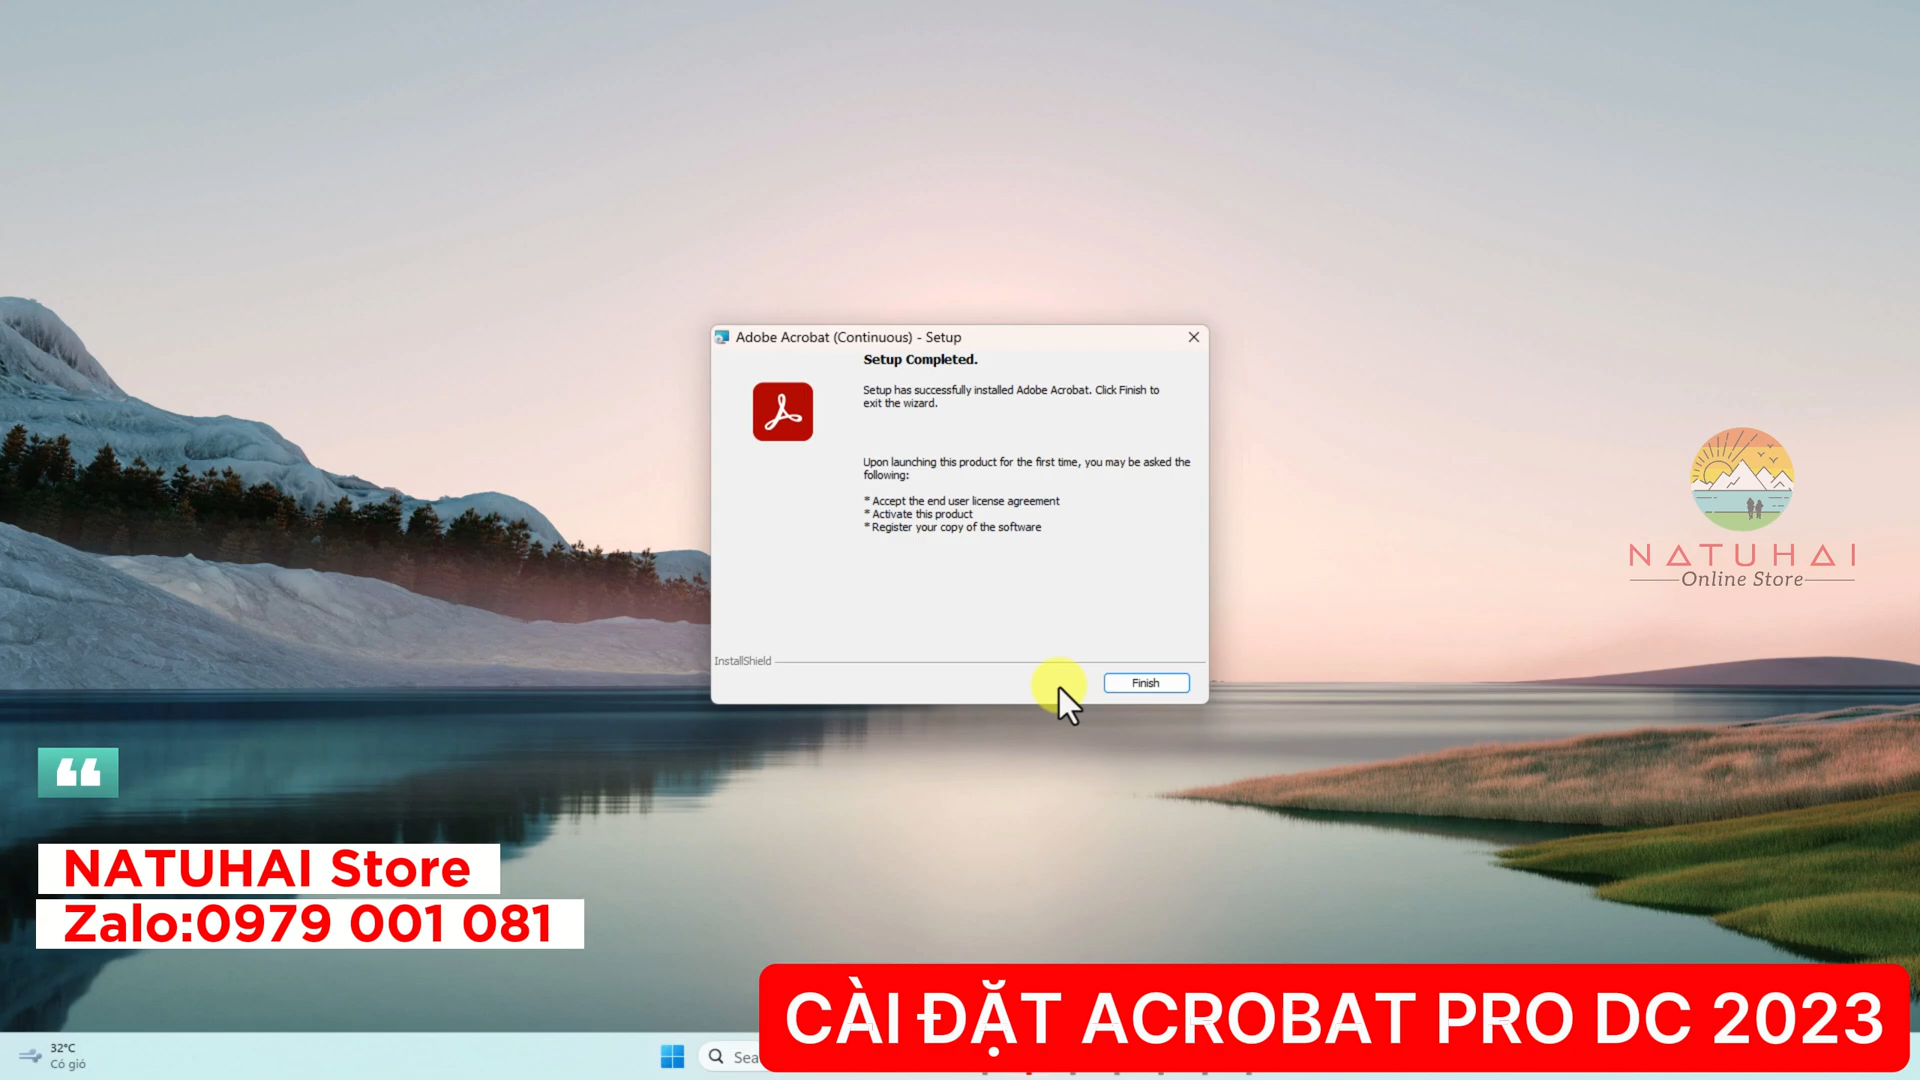 Adobe Acrobat (Continuous) - Setup
Setup Completed.
Setup has successfully installed Adobe Acrobat. Click Finish to
exit the wizard.
Upon launching this product for the first time, you may be asked the
following:
* Accept the end user license agreement
* Activate this product
* Register your copy of the software
InstallShield
Finish
NATUHAI
Online Store
NATUHAI Store
Zalo:0979 001 081
CÀI ĐẶT ACROBAT PRO DC 2023
32°C
Có gió
Sea